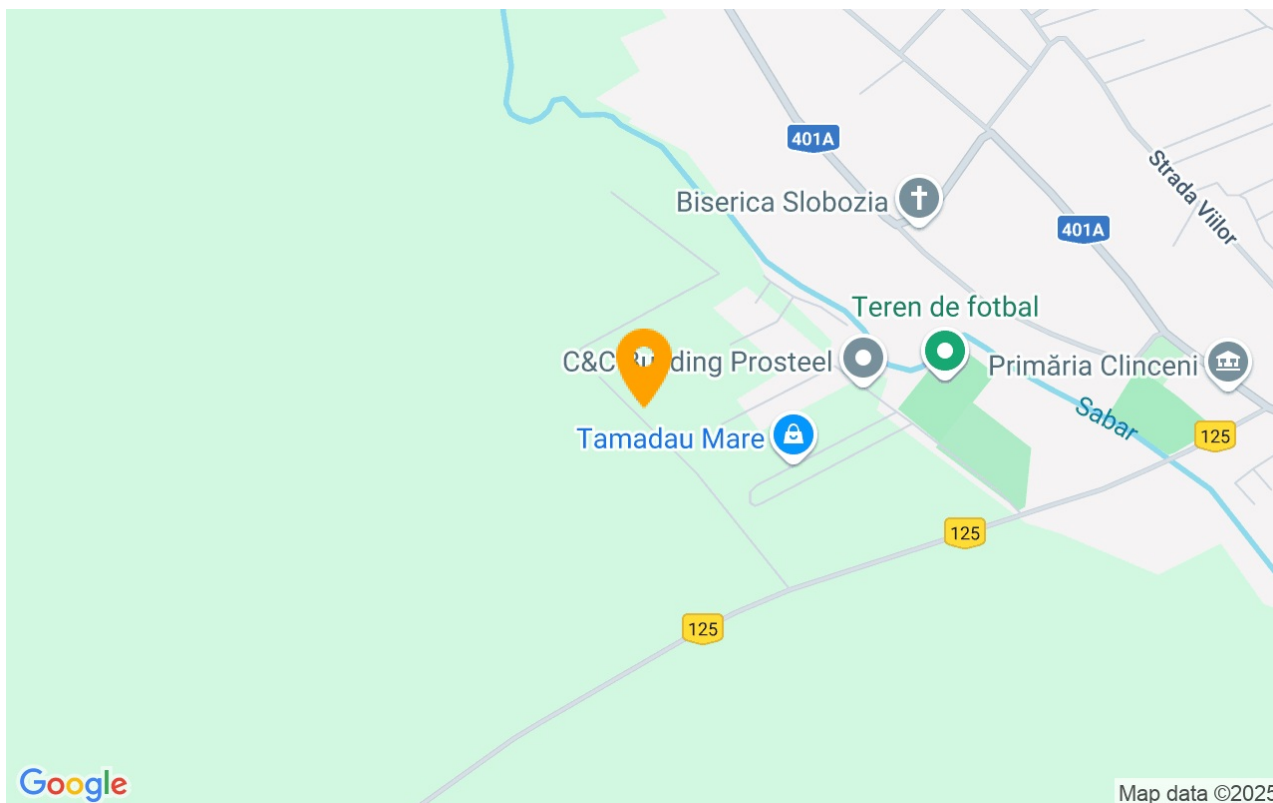 401A
Biserica Slobozia
Strada Viilor
401A
Teren de fotbal
C&C Building Prosteel
Primăria Clinceni
Sabar
Tamadau Mare
125
125
125
Google
Map data ©2025